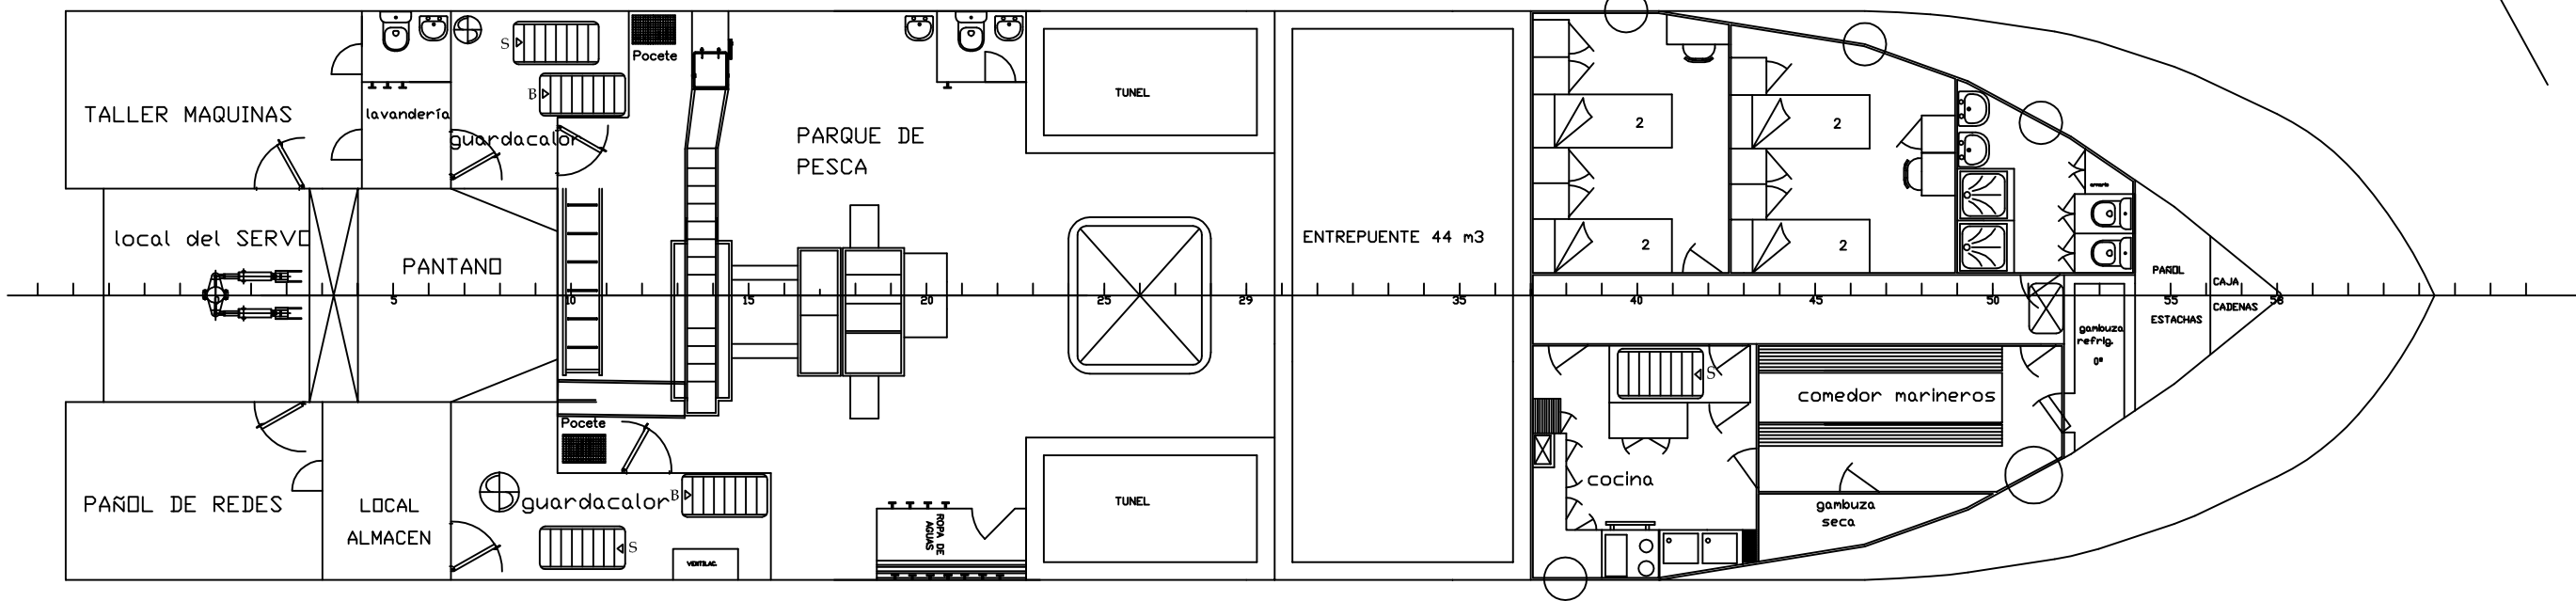 TALLER MAQUINAS
lavandería
guardacalor
S
B
Pocete
PARQUE DE
PESCA
TUNEL
ENTREPUENTE 44 m3
2
2
2
2
armario
local del SERVO
PANTANO
PAÑOL
ESTACHAS
CAJA
CADENAS
5
10
15
20
25
29
35
40
45
50
55
58
gambuza
refrig.
0º
S
comedor marineros
cocina
gambuza
seca
PAÑOL DE REDES
LOCAL
ALMACEN
Pocete
guardacalor
B
S
VENTILAC.
ROPA DE
AGUAS
TUNEL